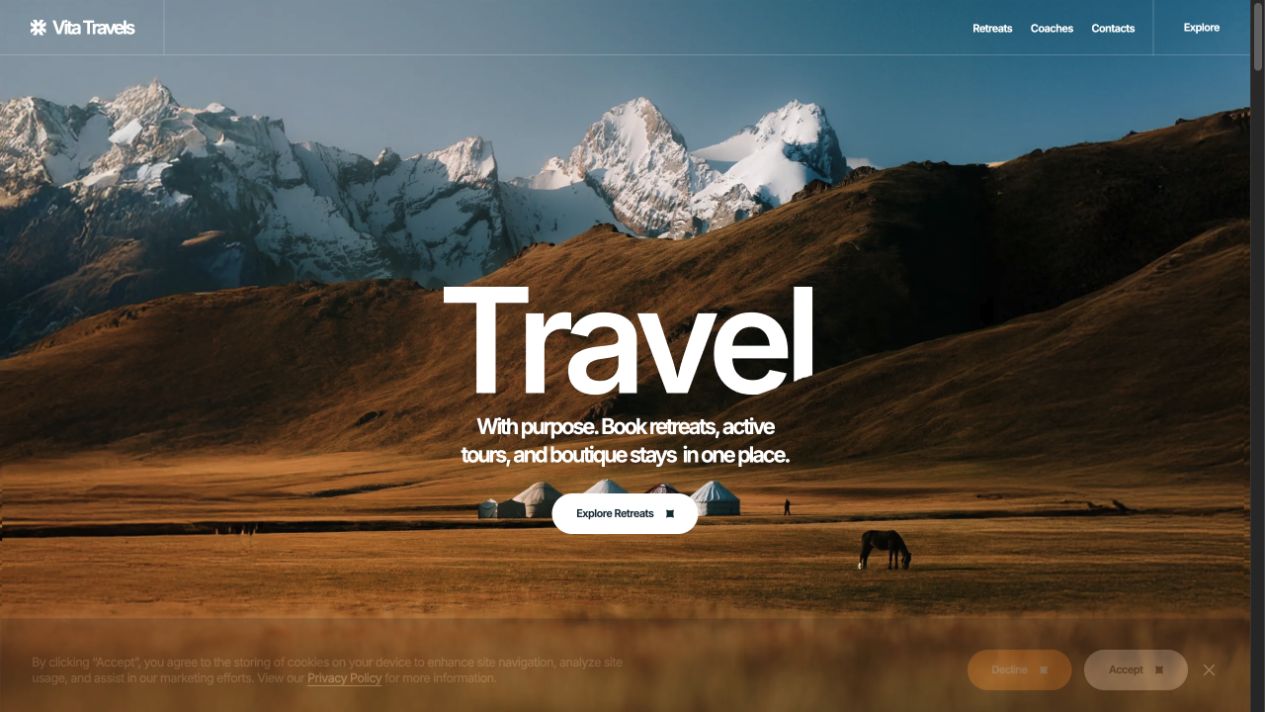 Vita Travels
Retreats
Coaches
Contacts
Explore
Travel
With purpose. Book retreats, active
tours, and boutique stays in one place.
Explore Retreats
By clicking “Accept”, you agree to the storing of cookies on your device to enhance site navigation, analyze site
usage, and assist in our marketing efforts. View our Privacy Policy for more information.
Decline
Accept